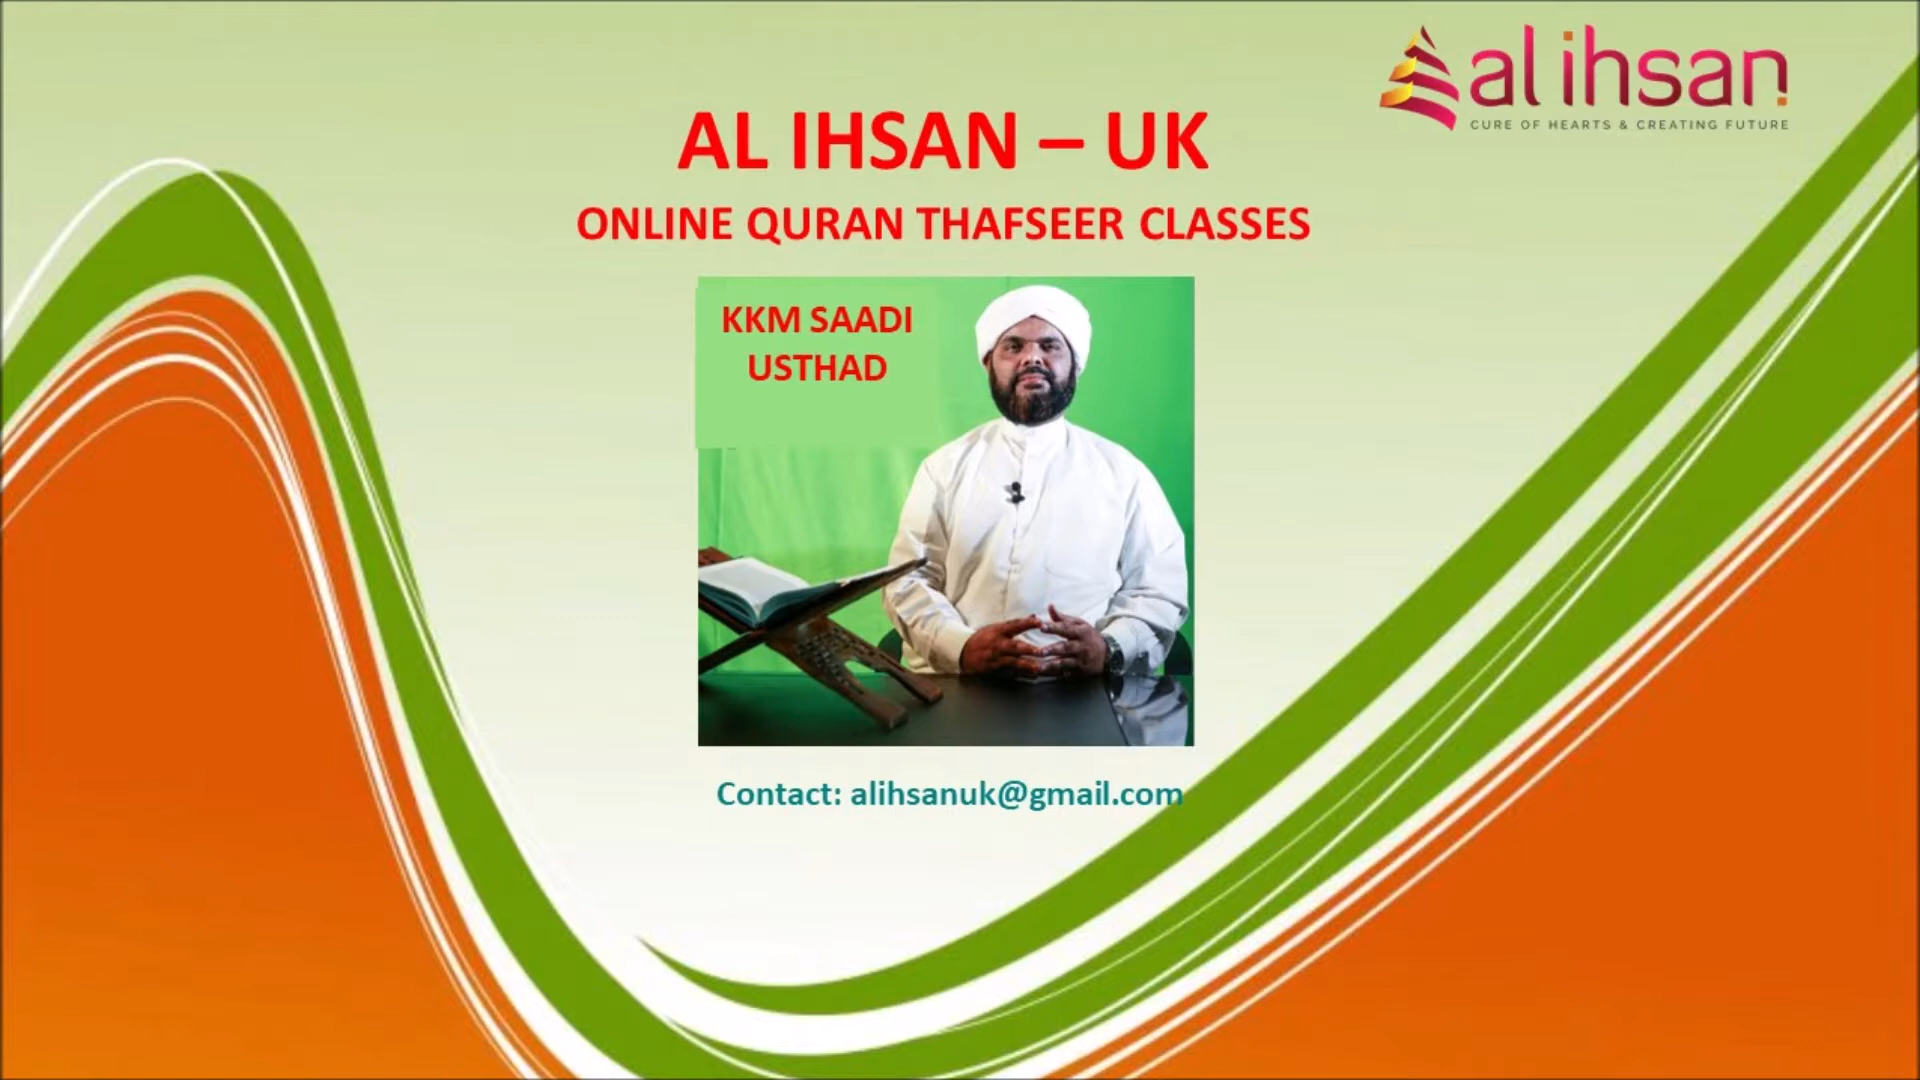 al ihsan
CURE OF HEARTS & CREATING FUTURE
AL IHSAN – UK
ONLINE QURAN THAFSEER CLASSES
KKM SAADI
USTHAD
Contact: alihsanuk@gmail.com